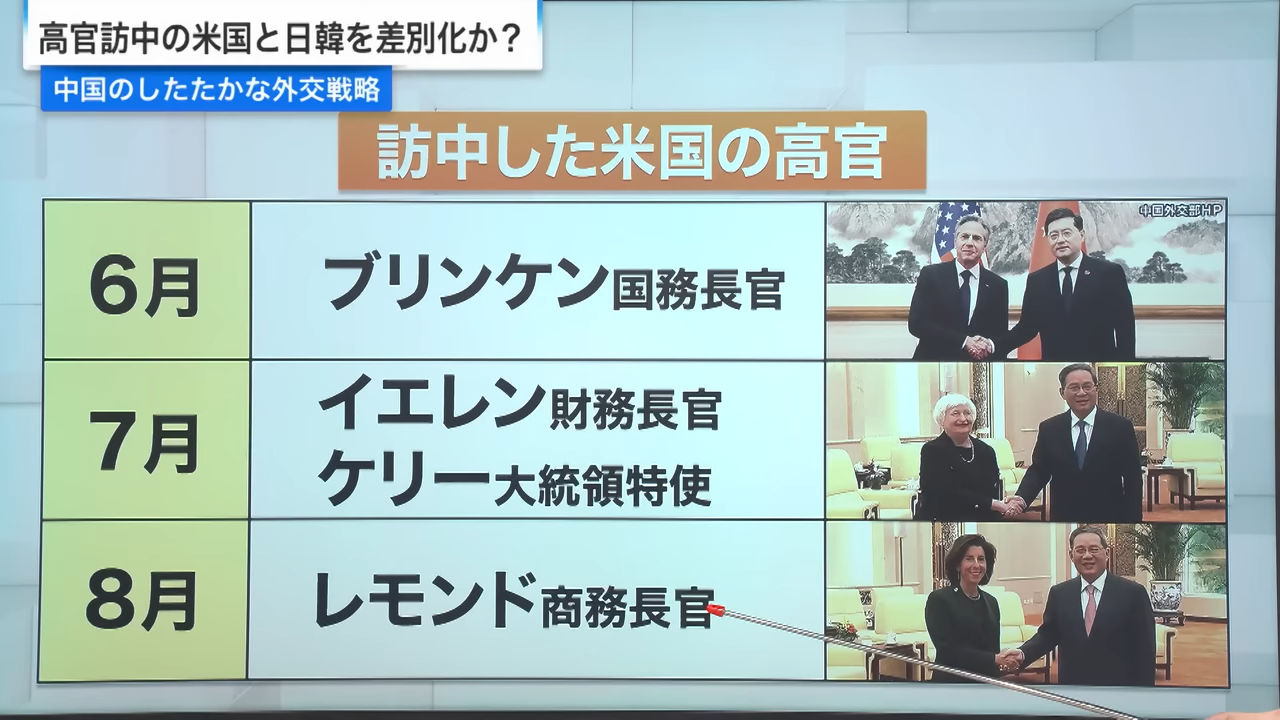 高官訪中の米国と日韓を差別化か？
中国のしたたかな外交戦略
訪中した米国の高官
中国外交部HP
6月
ブリンケン国務長官
7月
イエレン財務長官
ケリー大統領特使
8月
レモンド商務長官